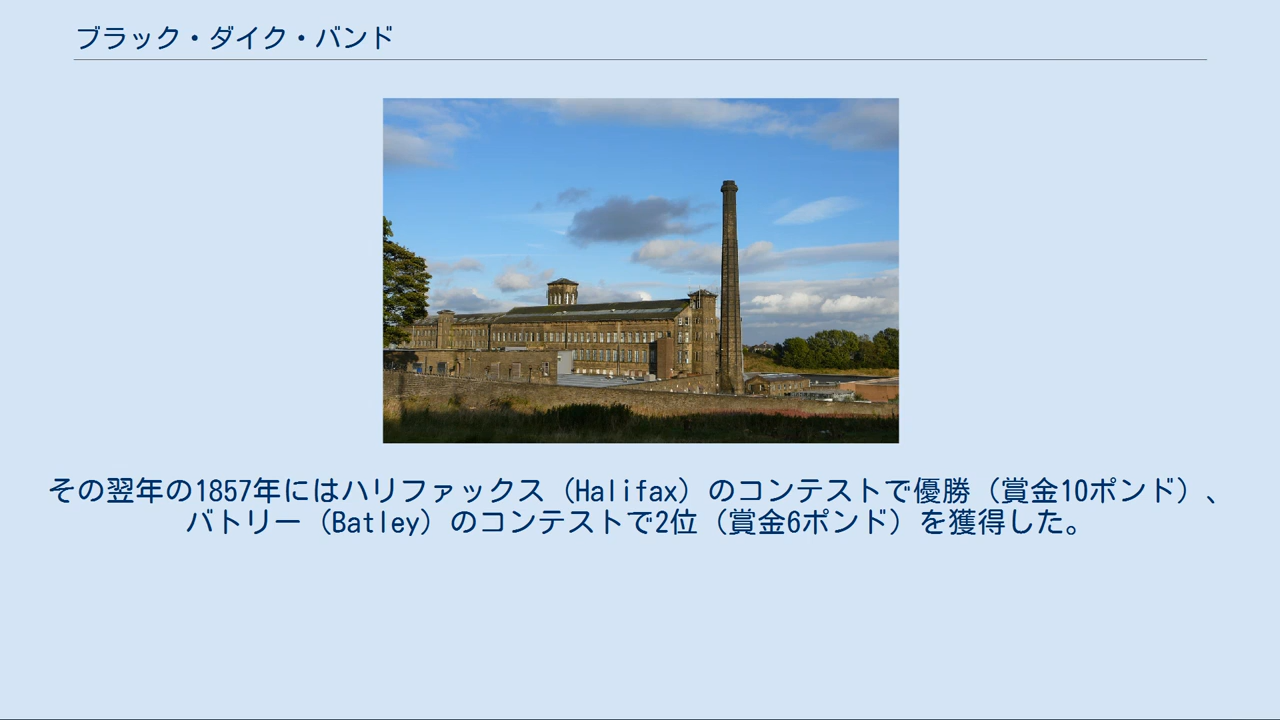 ブラック・ダイク・バンド
その翌年の1857年にはハリファックス（Halifax）のコンテストで優勝（賞金10ポンド）、
バトリー（Batley）のコンテストで2位（賞金6ポンド）を獲得した。